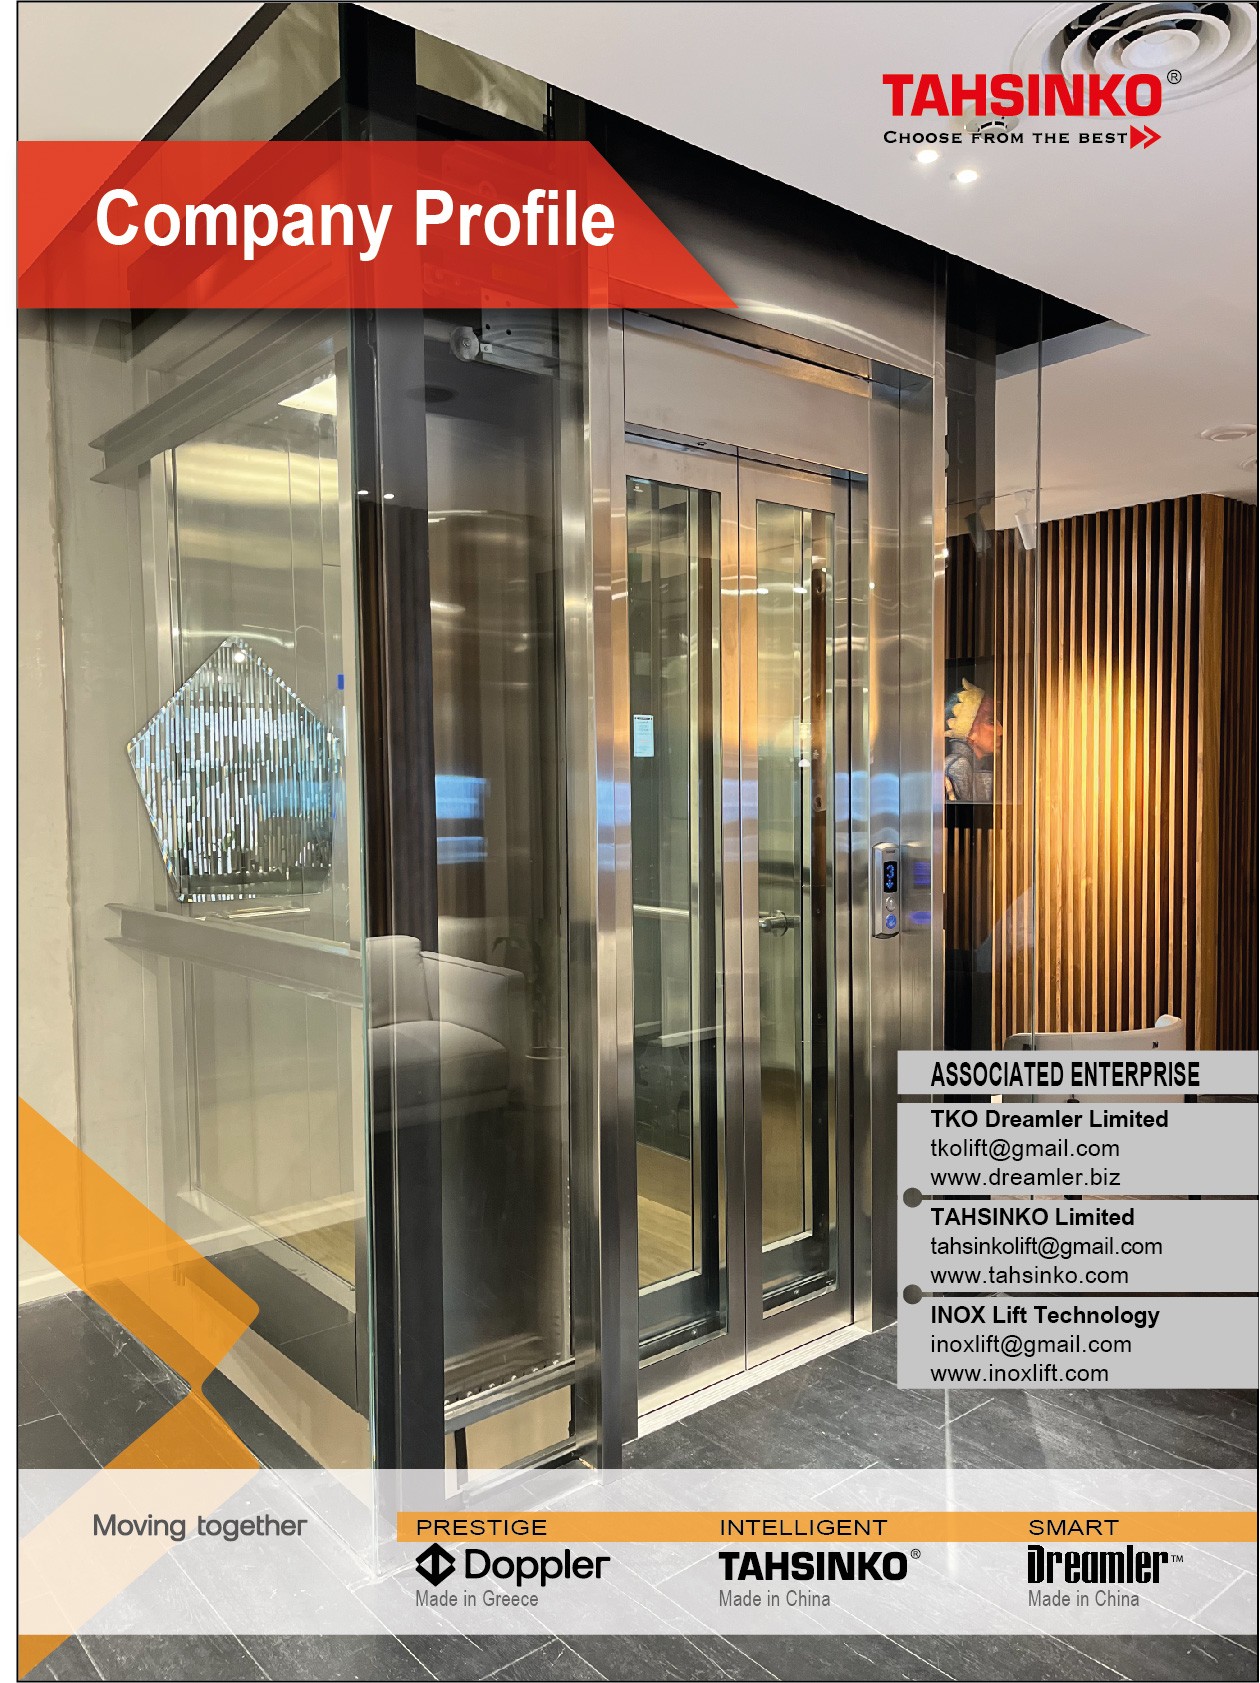 TAHSINKO®
CHOOSE FROM THE BEST
Company Profile
3
ASSOCIATED ENTERPRISE
TKO Dreamler Limited
tkolift@gmail.com
www.dreamler.biz
TAHSINKO Limited
tahsinkolift@gmail.com
www.tahsinko.com
INOX Lift Technology
inoxlift@gmail.com
www.inoxlift.com
Moving together
PRESTIGE
Doppler
Made in Greece
INTELLIGENT
TAHSINKO®
Made in China
SMART
Dreamler™
Made in China